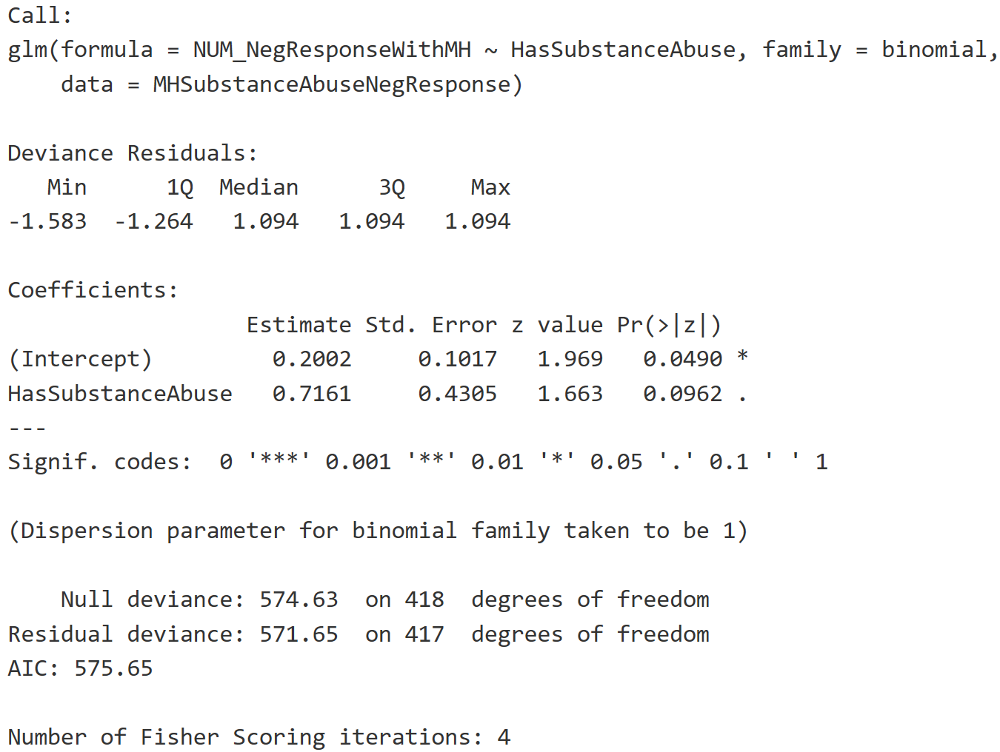 Call:
glm(formula = NUM_NegResponseWithMH ~ HasSubstanceAbuse, family = binomial,
    data = MHSubstanceAbuseNegResponse)

Deviance Residuals:
   Min      1Q  Median      3Q     Max
-1.583  -1.264   1.094   1.094   1.094

Coefficients:
                  Estimate Std. Error z value Pr(>|z|)
(Intercept)         0.2002     0.1017   1.969   0.0490 *
HasSubstanceAbuse   0.7161     0.4305   1.663   0.0962 .
---
Signif. codes:  0 '***' 0.001 '**' 0.01 '*' 0.05 '.' 0.1 ' ' 1

(Dispersion parameter for binomial family taken to be 1)

    Null deviance: 574.63  on 418  degrees of freedom
Residual deviance: 571.65  on 417  degrees of freedom
AIC: 575.65

Number of Fisher Scoring iterations: 4